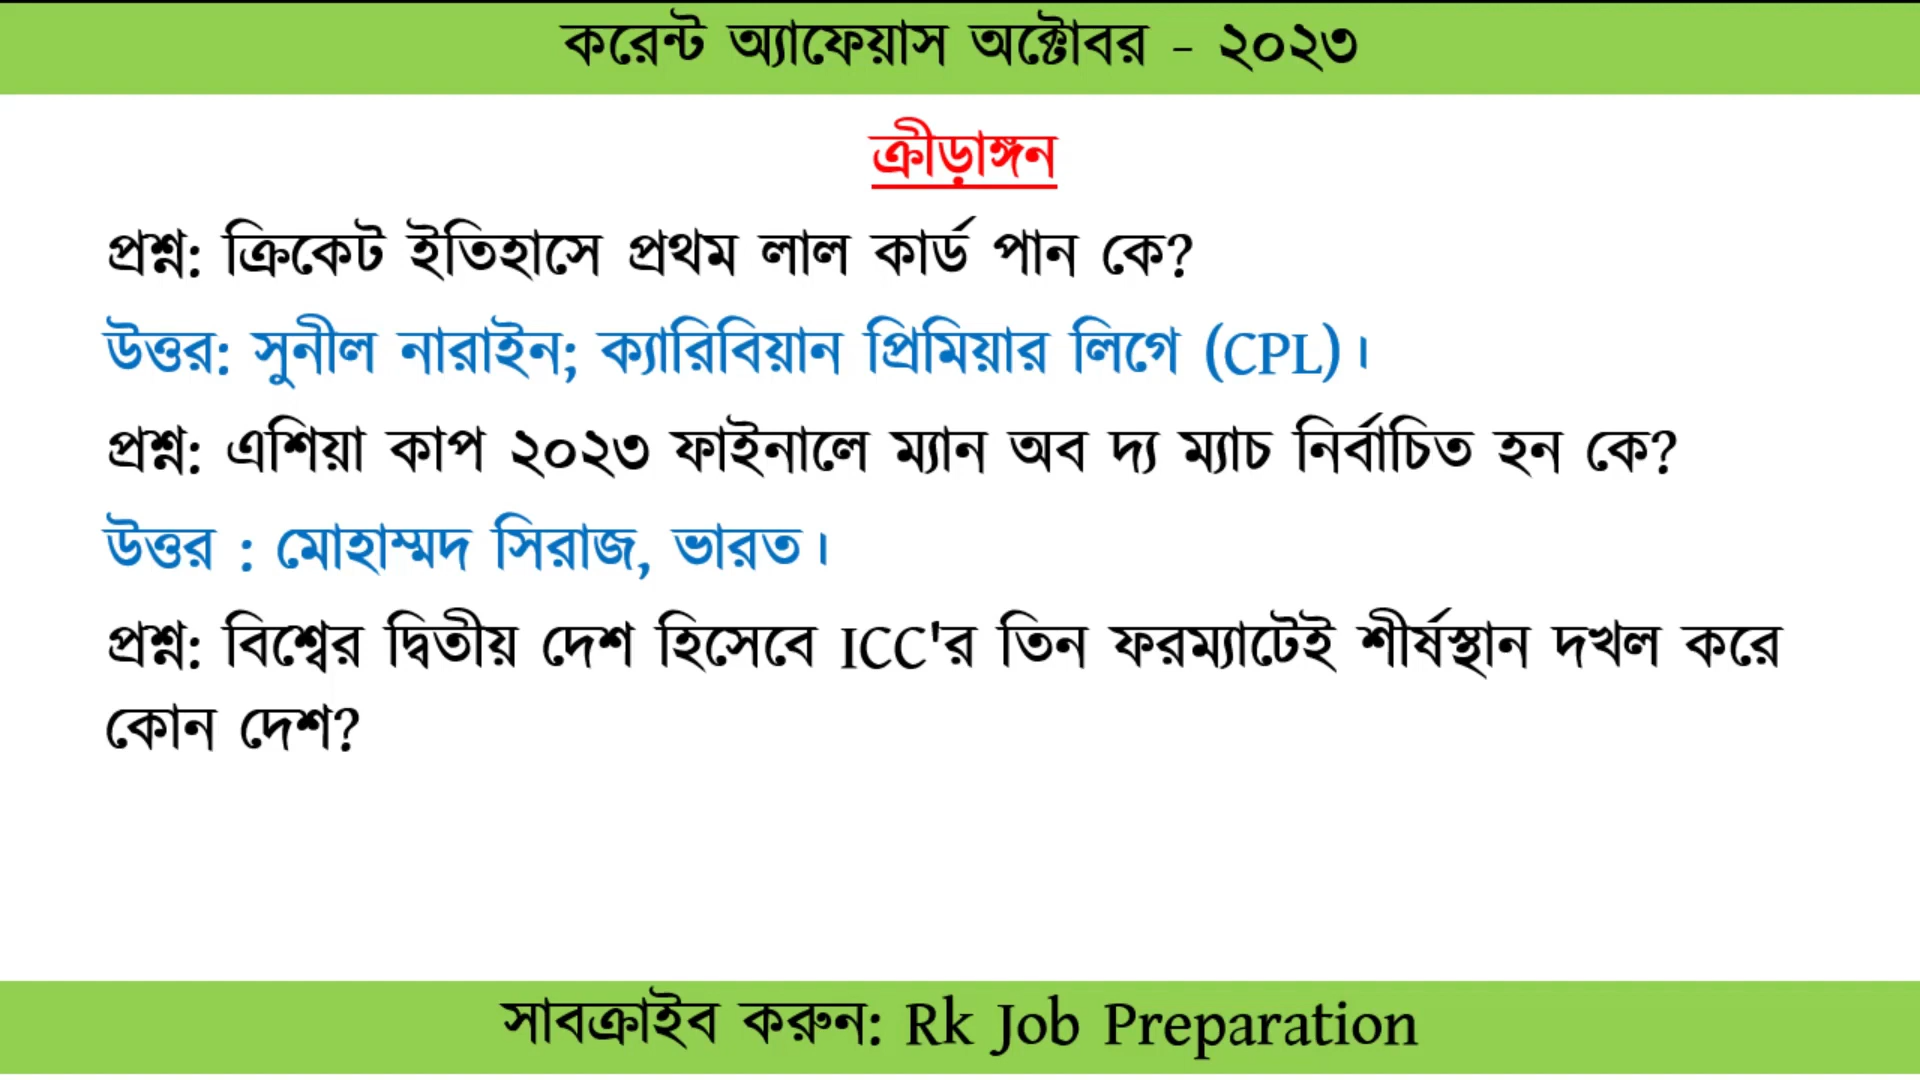 করেন্ট অ্যাফেয়াস অক্টোবর - ২০২৩
ক্রীড়াঙ্গন
প্রশ্ন: ক্রিকেট ইতিহাসে প্রথম লাল কার্ড পান কে?
উত্তর: সুনীল নারাইন; ক্যারিবিয়ান প্রিমিয়ার লিগে (CPL)।
প্রশ্ন: এশিয়া কাপ ২০২৩ ফাইনালে ম্যান অব দ্য ম্যাচ নির্বাচিত হন কে?
উত্তর : মোহাম্মদ সিরাজ, ভারত।
প্রশ্ন: বিশ্বের দ্বিতীয় দেশ হিসেবে ICC'র তিন ফরম্যাটেই শীর্ষস্থান দখল করে
কোন দেশ?
সাবক্রাইব করুন: Rk Job Preparation